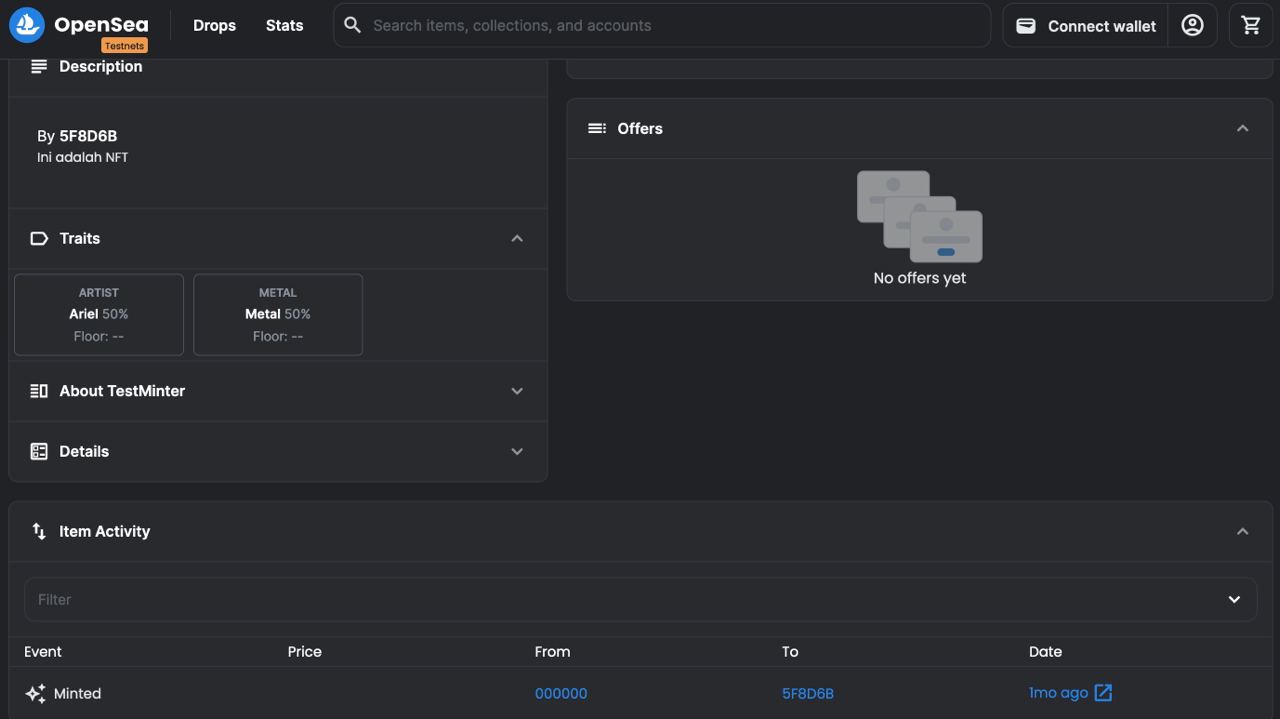 OpenSea
Testnets
Drops
Stats
Search items, collections, and accounts
Connect wallet
Description
By 5F8D6B
Ini adalah NFT
Traits
ARTIST
Ariel 50%
Floor: --
METAL
Metal 50%
Floor: --
About TestMinter
Details
Offers
No offers yet
Item Activity
Filter
Event Price From To Date
Minted 000000 5F8D6B 1mo ago